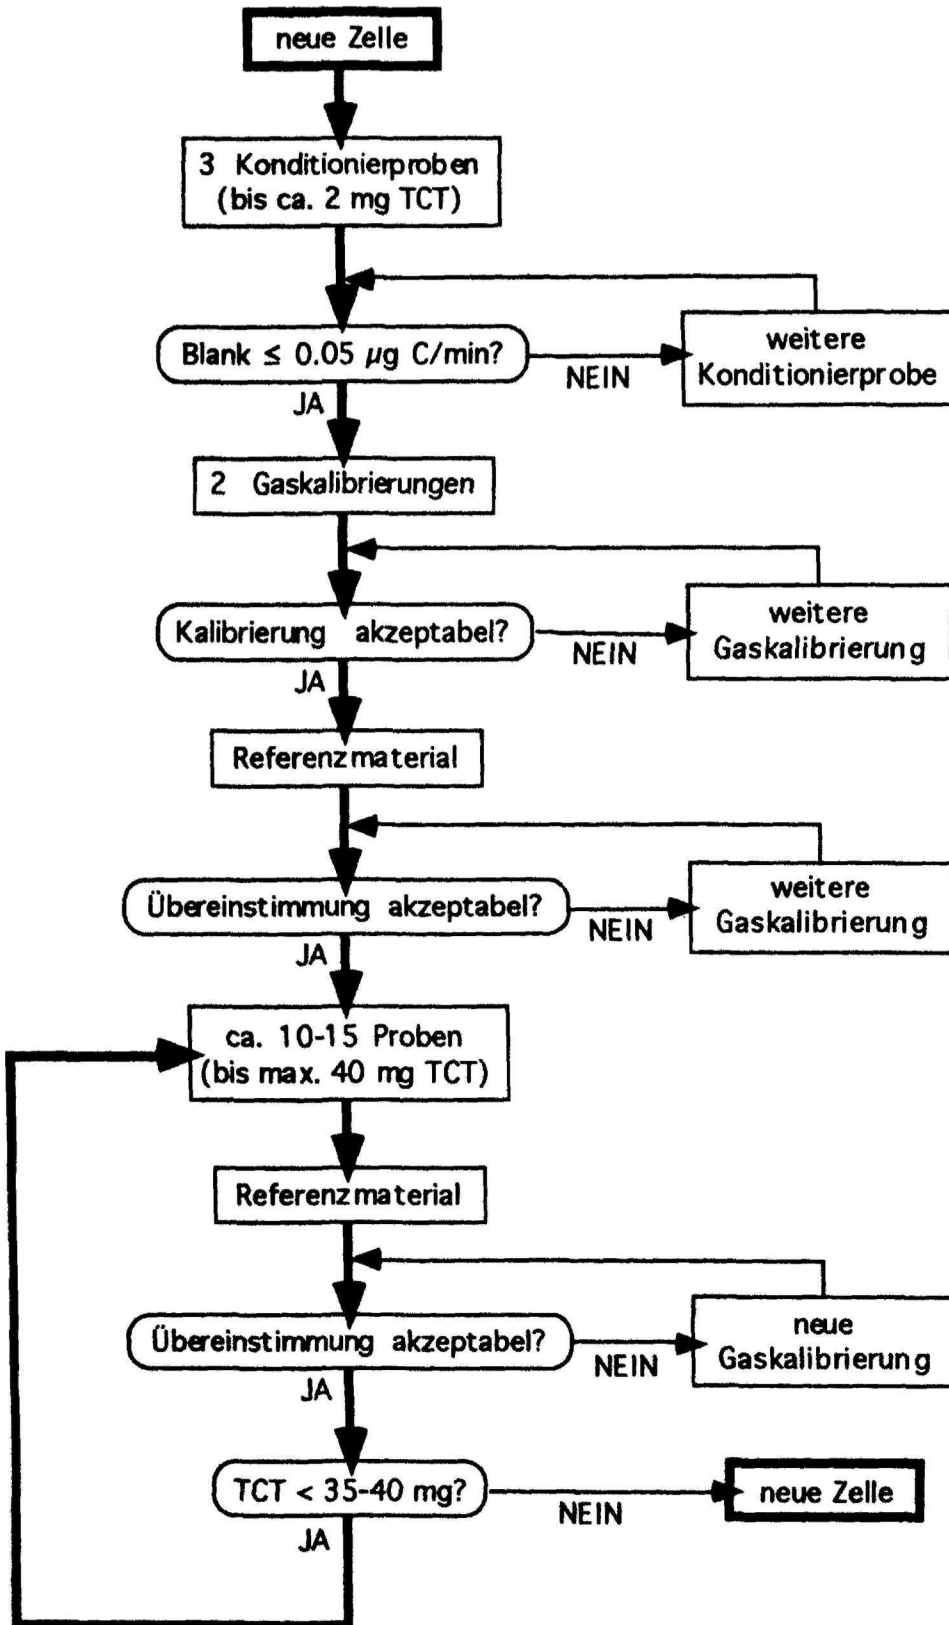 neue Zelle
3 Konditionierproben
(bis ca. 2 mg TCT)
Blank ≤ 0.05 µg C/min?
NEIN
weitere
Konditionierprobe
JA
2 Gaskalibrierungen
Kalibrierung akzeptabel?
NEIN
weitere
Gaskalibrierung
JA
Referenzmaterial
Übereinstimmung akzeptabel?
NEIN
weitere
Gaskalibrierung
JA
ca. 10-15 Proben
(bis max. 40 mg TCT)
Referenzmaterial
Übereinstimmung akzeptabel?
NEIN
neue
Gaskalibrierung
JA
TCT < 35-40 mg?
NEIN
neue Zelle
JA